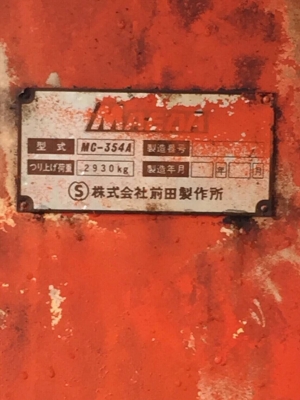 MAEDA
型式 MC-354A 製造番号
つり上げ荷重 2930kg 製造年月 年 月
Ⓢ株式会社前田製作所